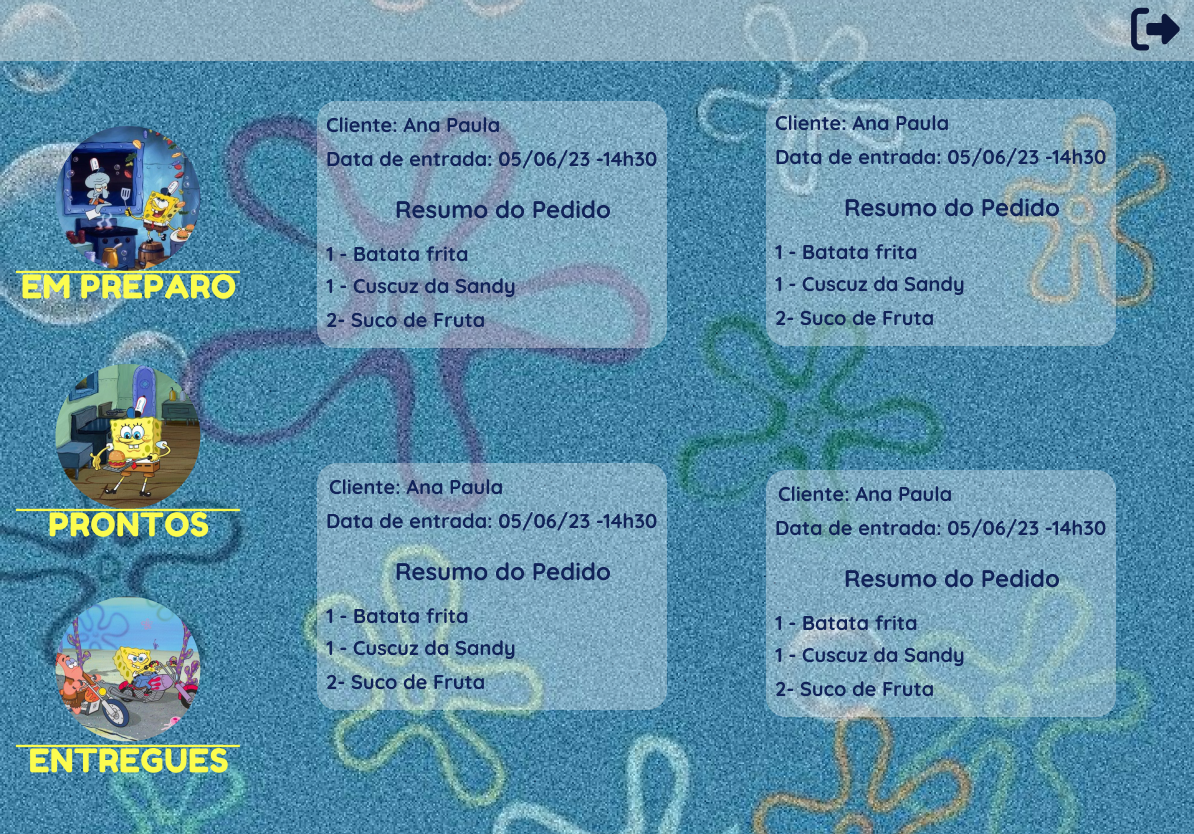 EM PREPARO
PRONTOS
ENTREGUES
Cliente: Ana Paula
Data de entrada: 05/06/23 -14h30
Resumo do Pedido
1 - Batata frita
1 - Cuscuz da Sandy
2- Suco de Fruta
Cliente: Ana Paula
Data de entrada: 05/06/23 -14h30
Resumo do Pedido
1 - Batata frita
1 - Cuscuz da Sandy
2- Suco de Fruta
Cliente: Ana Paula
Data de entrada: 05/06/23 -14h30
Resumo do Pedido
1 - Batata frita
1 - Cuscuz da Sandy
2- Suco de Fruta
Cliente: Ana Paula
Data de entrada: 05/06/23 -14h30
Resumo do Pedido
1 - Batata frita
1 - Cuscuz da Sandy
2- Suco de Fruta